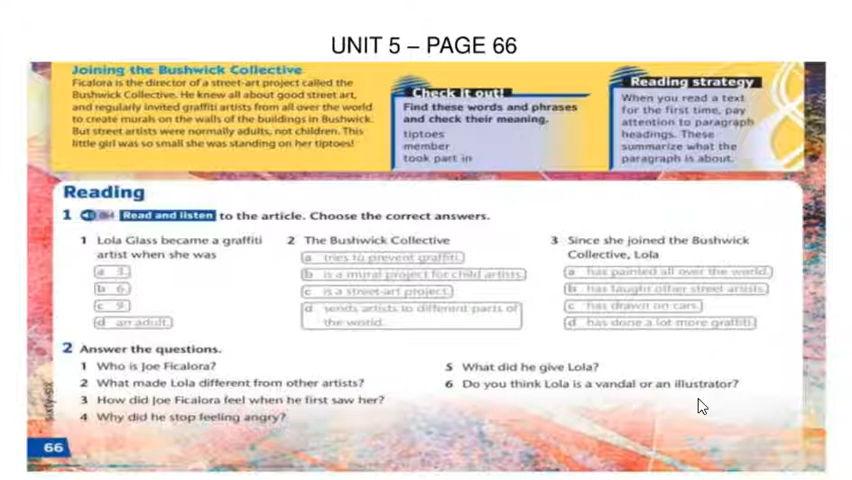 UNIT 5 – PAGE 66
Joining the Bushwick Collective
Ficalora is the director of a street-art project called the
Bushwick Collective. He knew all about good street art,
and regularly invited graffiti artists from all over the world
to create murals on the walls of the buildings in Bushwick.
But street artists were normally adults, not children. This
little girl was so small she was standing on her tiptoes!
Check it out!
Find these words and phrases
and check their meaning.
tiptoes
member
took part in
Reading strategy
When you read a text
for the first time, pay
attention to paragraph
headings. These
summarize what the
paragraph is about.
Reading
1 Read and listen to the article. Choose the correct answers.
1 Lola Glass became a graffiti
artist when she was
a 3.
b 6.
c 9.
d an adult.
2 The Bushwick Collective
a tries to prevent graffiti.
b is a mural project for child artists.
c is a street-art project.
d sends artists to different parts of
the world.
3 Since she joined the Bushwick
Collective, Lola
a has painted all over the world.
b has taught other street artists.
c has drawn on cars.
d has done a lot more graffiti.
2 Answer the questions.
1 Who is Joe Ficalora?
2 What made Lola different from other artists?
3 How did Joe Ficalora feel when he first saw her?
4 Why did he stop feeling angry?
5 What did he give Lola?
6 Do you think Lola is a vandal or an illustrator?
sixty-six
66